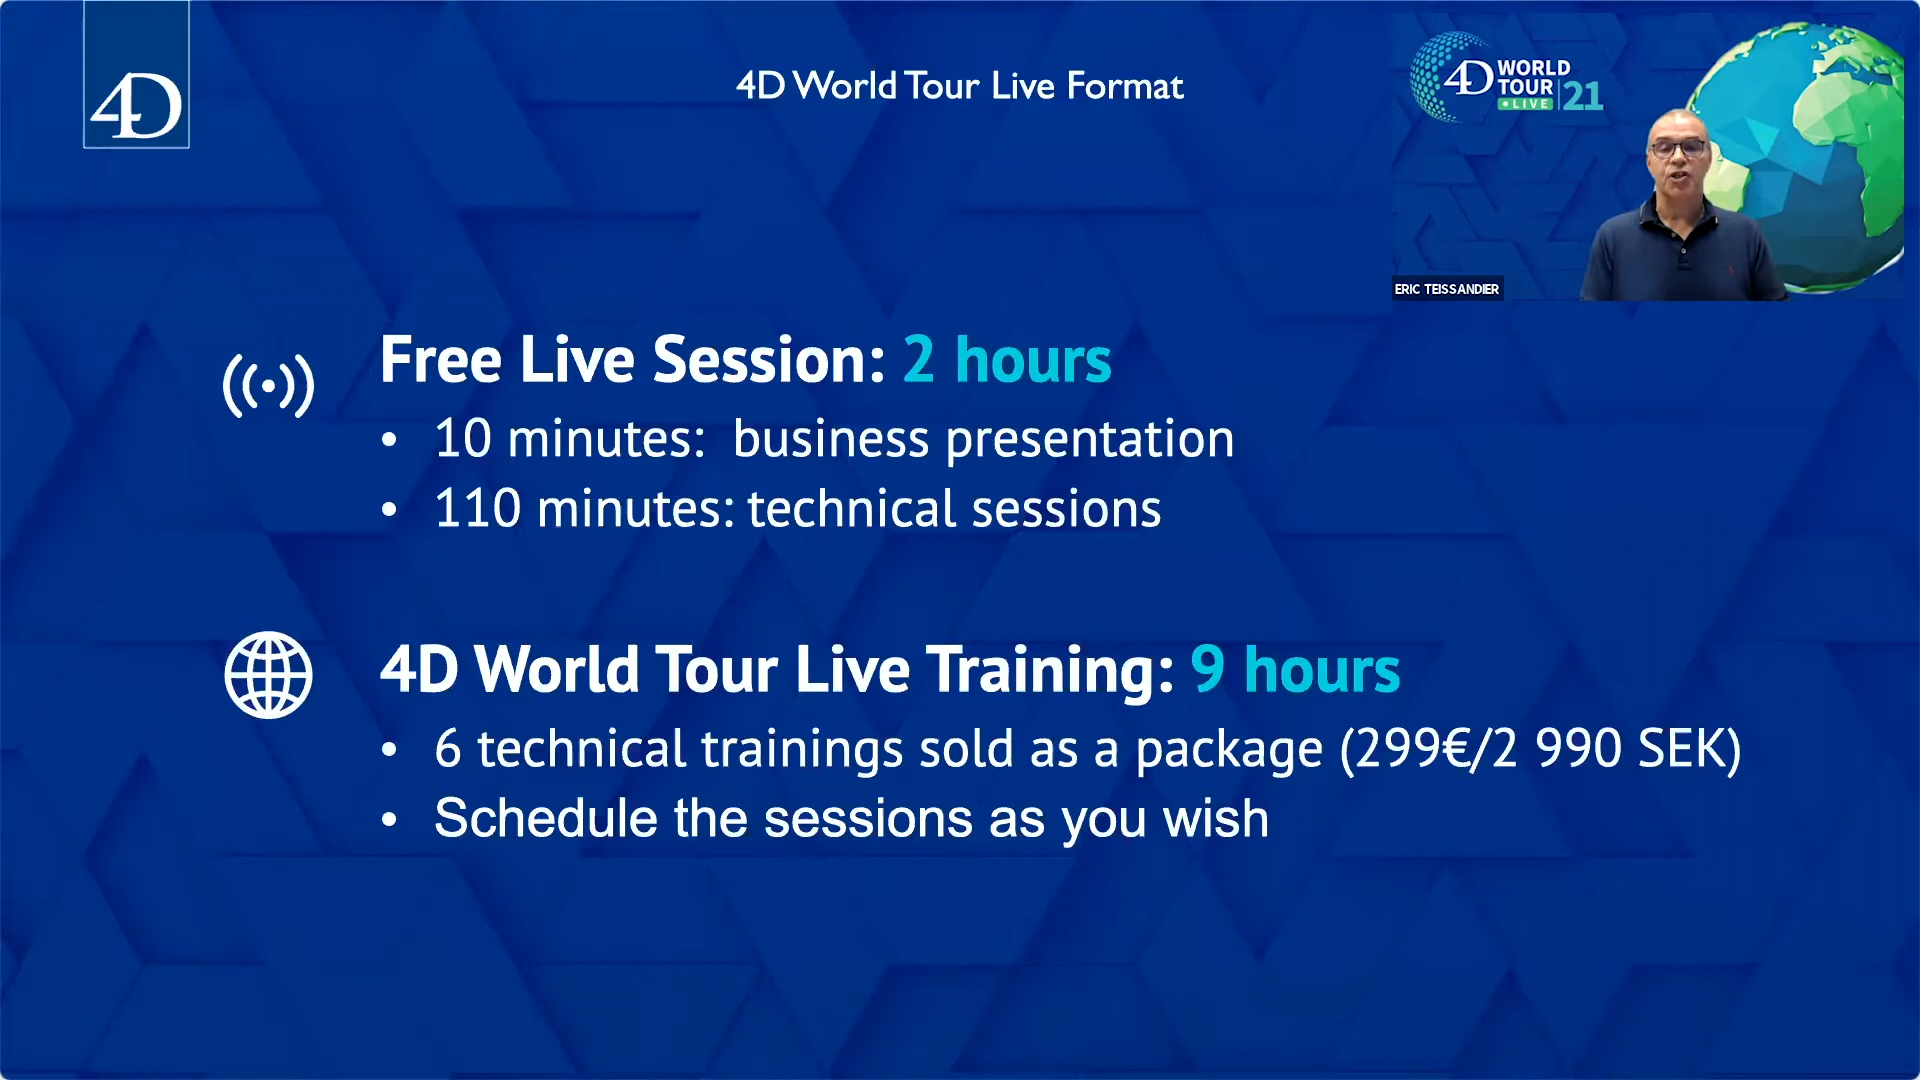 4D
4D World Tour Live Format
4D WORLD
TOUR
• LIVE 21
ERIC TEISSANDIER
Free Live Session: 2 hours
• 10 minutes:  business presentation
• 110 minutes: technical sessions
4D World Tour Live Training: 9 hours
• 6 technical trainings sold as a package (299€/2 990 SEK)
• Schedule the sessions as you wish